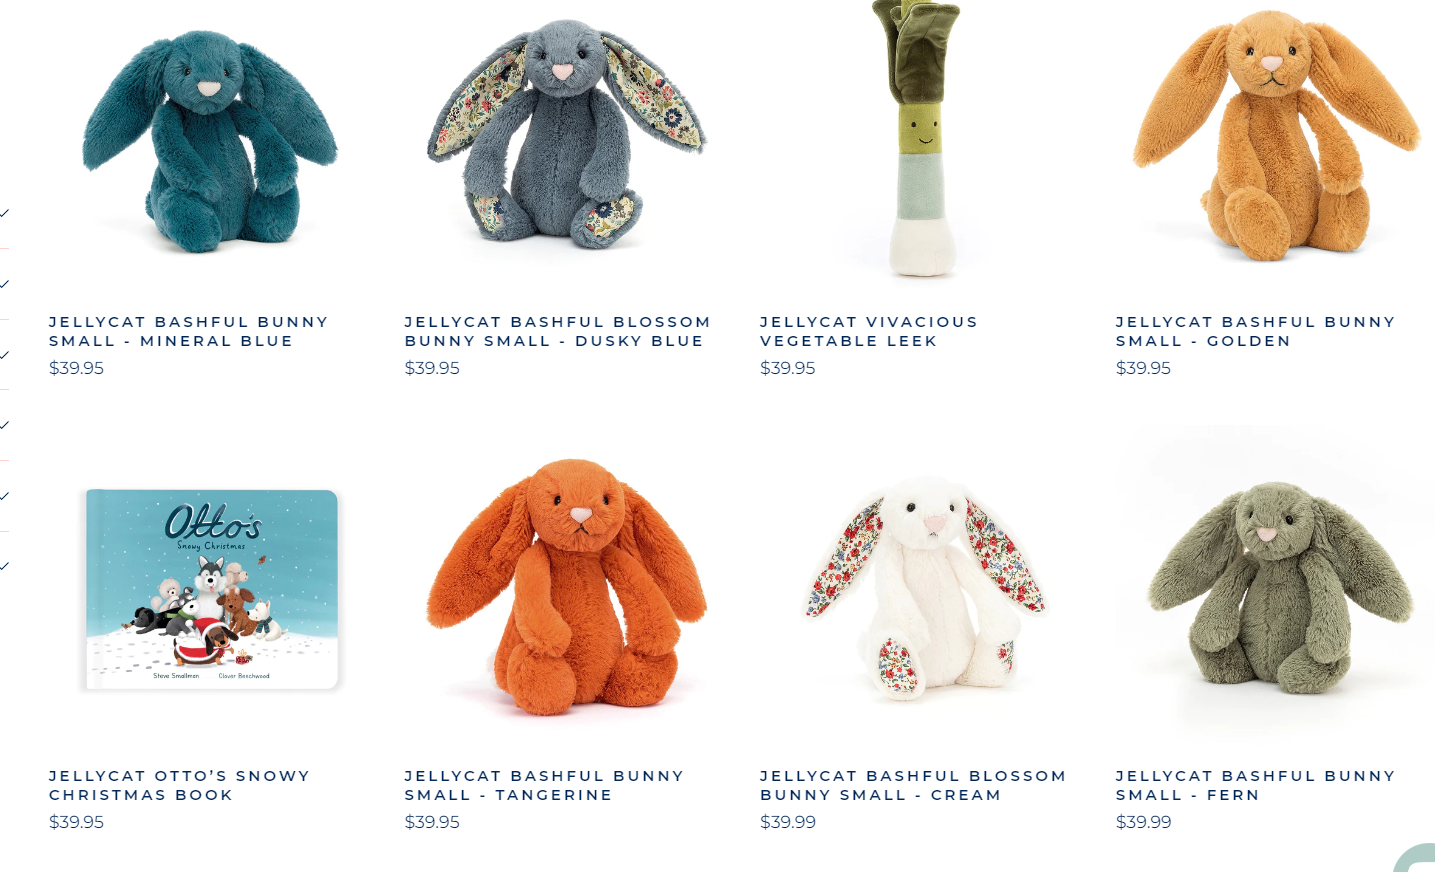 JELLYCAT BASHFUL BUNNY
SMALL - MINERAL BLUE
$39.95
JELLYCAT BASHFUL BLOSSOM
BUNNY SMALL - DUSKY BLUE
$39.95
JELLYCAT VIVACIOUS
VEGETABLE LEEK
$39.95
JELLYCAT BASHFUL BUNNY
SMALL - GOLDEN
$39.95
Otto's
Snowy Christmas
Steve Smallman Clover Beechwood
JELLYCAT OTTO’S SNOWY
CHRISTMAS BOOK
$39.95
JELLYCAT BASHFUL BUNNY
SMALL - TANGERINE
$39.95
JELLYCAT BASHFUL BLOSSOM
BUNNY SMALL - CREAM
$39.99
JELLYCAT BASHFUL BUNNY
SMALL - FERN
$39.99